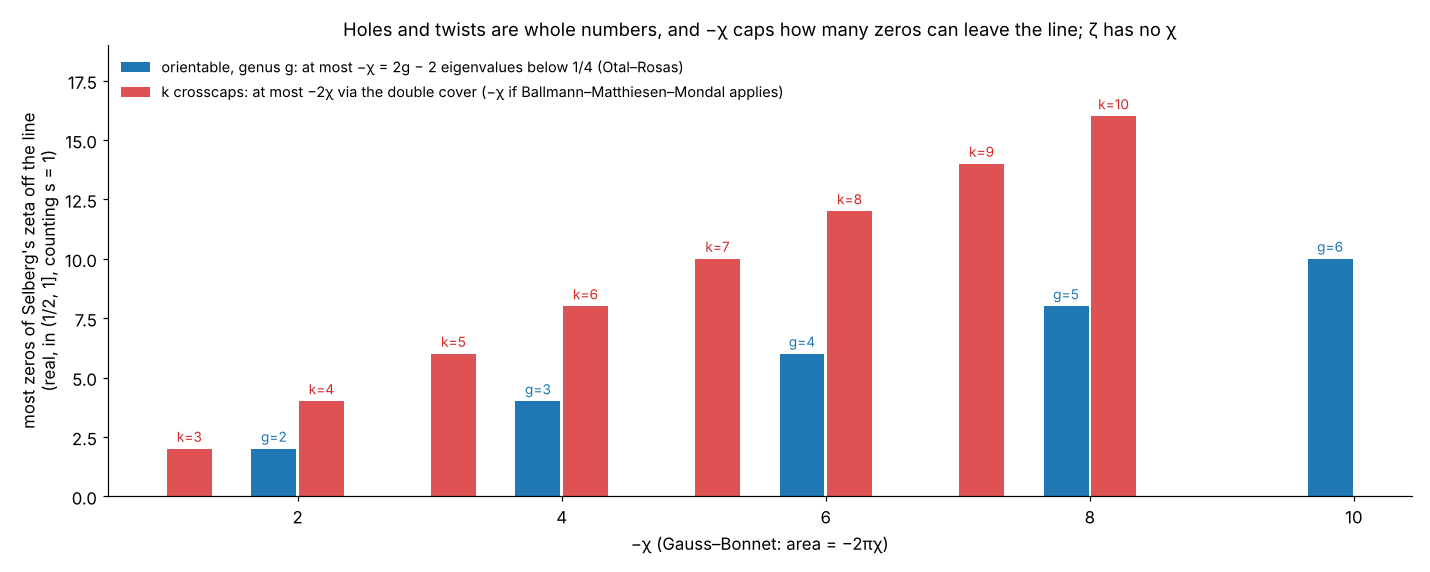 Holes and twists are whole numbers, and −χ caps how many zeros can leave the line; ζ has no χ
orientable, genus g: at most −χ = 2g − 2 eigenvalues below 1/4 (Otal–Rosas)
k crosscaps: at most −2χ via the double cover (−χ if Ballmann–Matthiesen–Mondal applies)
most zeros of Selberg's zeta off the line
(real, in (1/2, 1], counting s = 1)
17.5
15.0
12.5
10.0
7.5
5.0
2.5
0.0
k=3
g=2
k=4
k=5
g=3
k=6
k=7
g=4
k=8
k=9
g=5
k=10
g=6
2
4
6
8
10
−χ (Gauss–Bonnet: area = −2πχ)